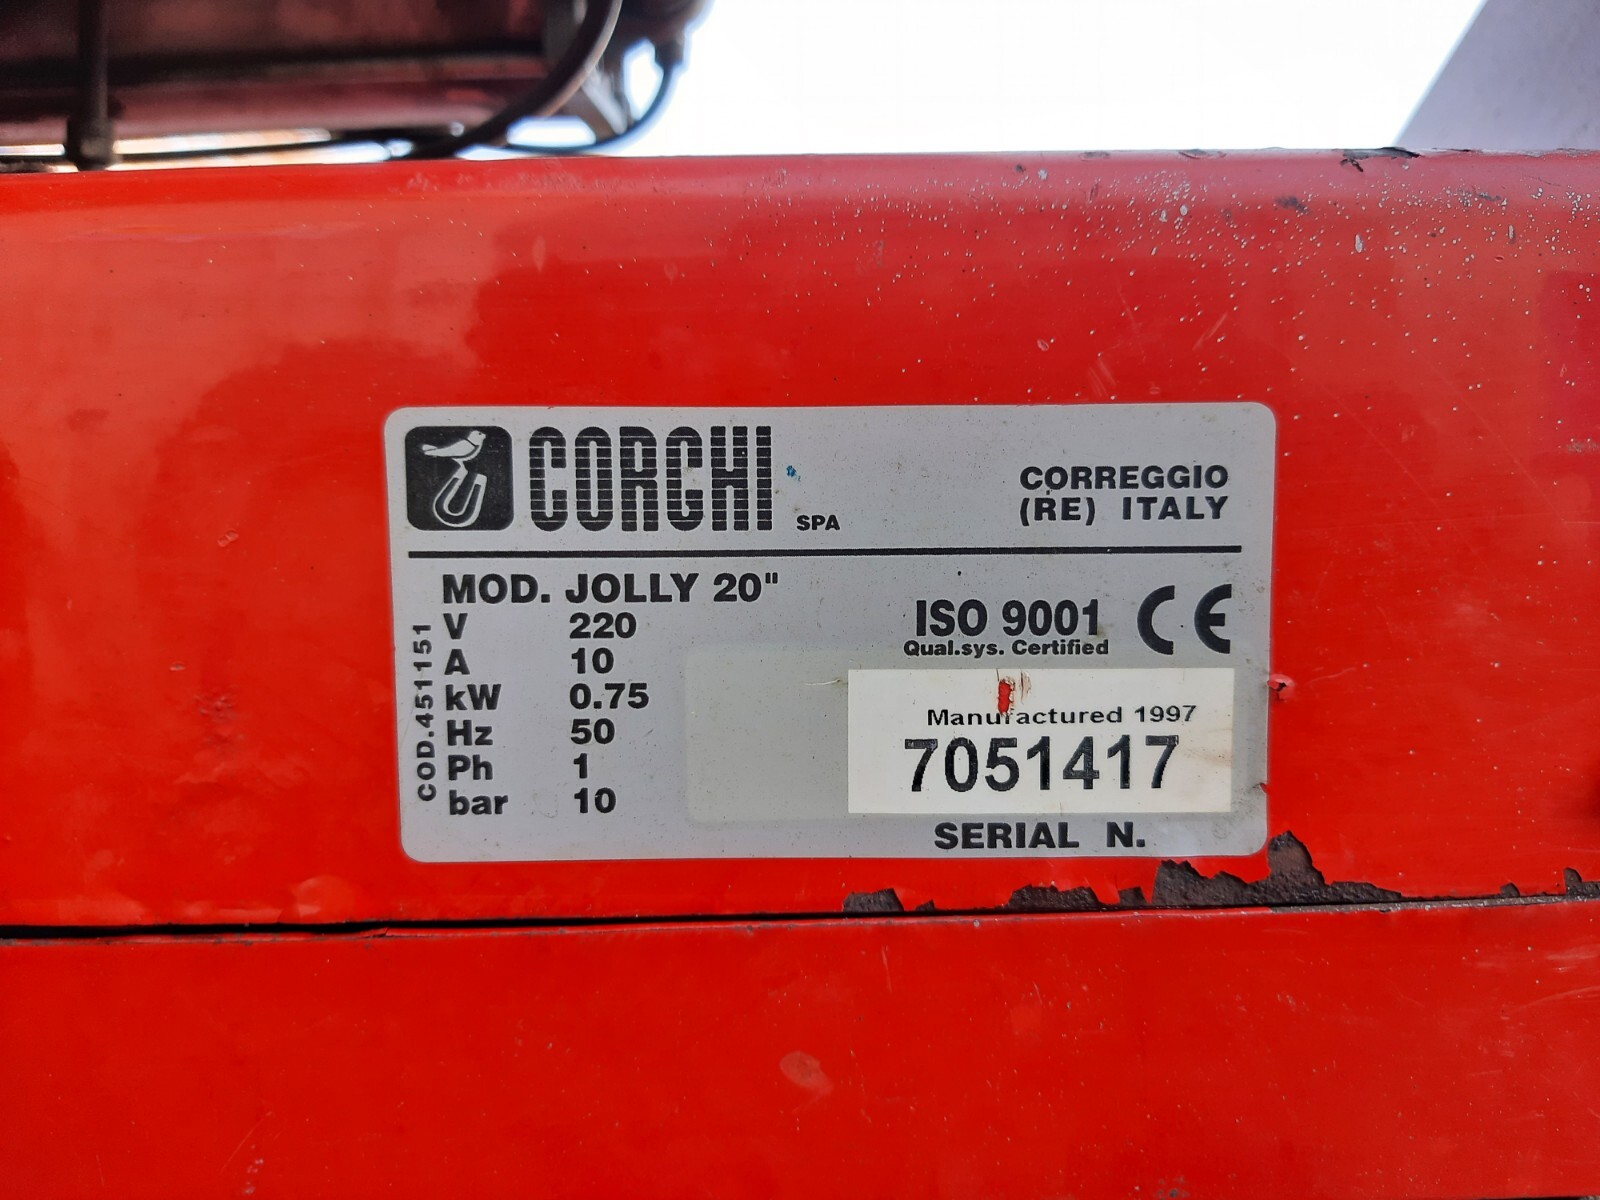 CORGHI SPA
CORREGGIO
(RE) ITALY
MOD. JOLLY 20"
V 220
A 10
kW 0.75
Hz 50
Ph 1
bar 10
COD.451151
ISO 9001 CE
Qual.sys. Certified
Manufactured 1997
7051417
SERIAL N.